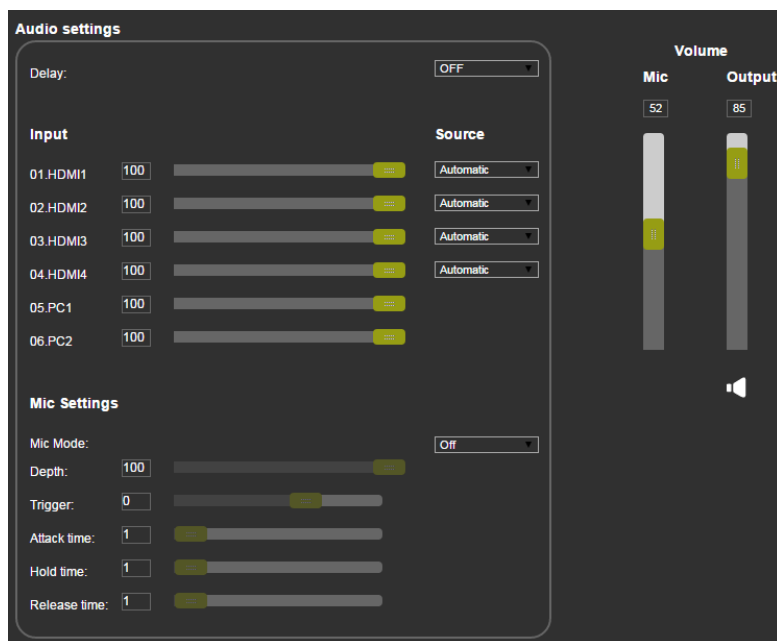 Audio settings
Delay: OFF
Input Source
01.HDMI1 100 Automatic
02.HDMI2 100 Automatic
03.HDMI3 100 Automatic
04.HDMI4 100 Automatic
05.PC1 100
06.PC2 100
Mic Settings
Mic Mode: Off
Depth: 100
Trigger: 0
Attack time: 1
Hold time: 1
Release time: 1
Volume
Mic Output
52 85